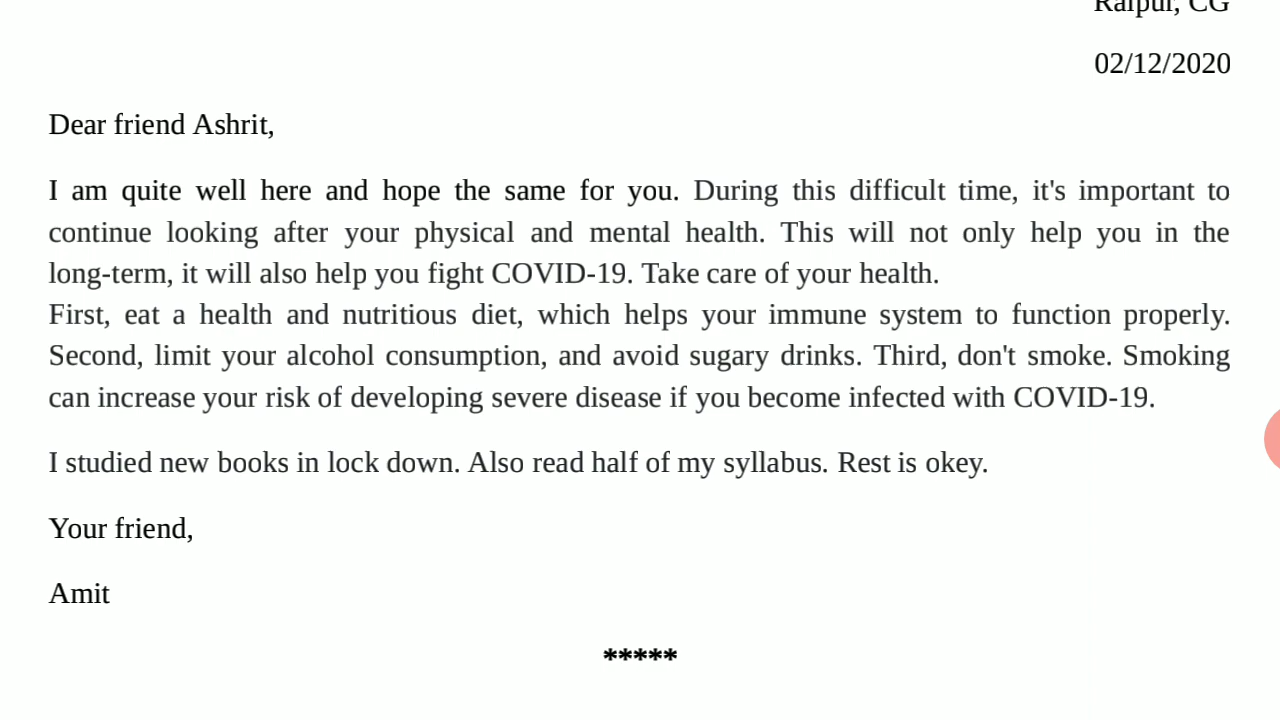 Raipur, CG
02/12/2020
Dear friend Ashrit,
I am quite well here and hope the same for you. During this difficult time, it's important to
continue looking after your physical and mental health. This will not only help you in the
long-term, it will also help you fight COVID-19. Take care of your health.
First, eat a health and nutritious diet, which helps your immune system to function properly.
Second, limit your alcohol consumption, and avoid sugary drinks. Third, don't smoke. Smoking
can increase your risk of developing severe disease if you become infected with COVID-19.
I studied new books in lock down. Also read half of my syllabus. Rest is okey.
Your friend,
Amit
*****